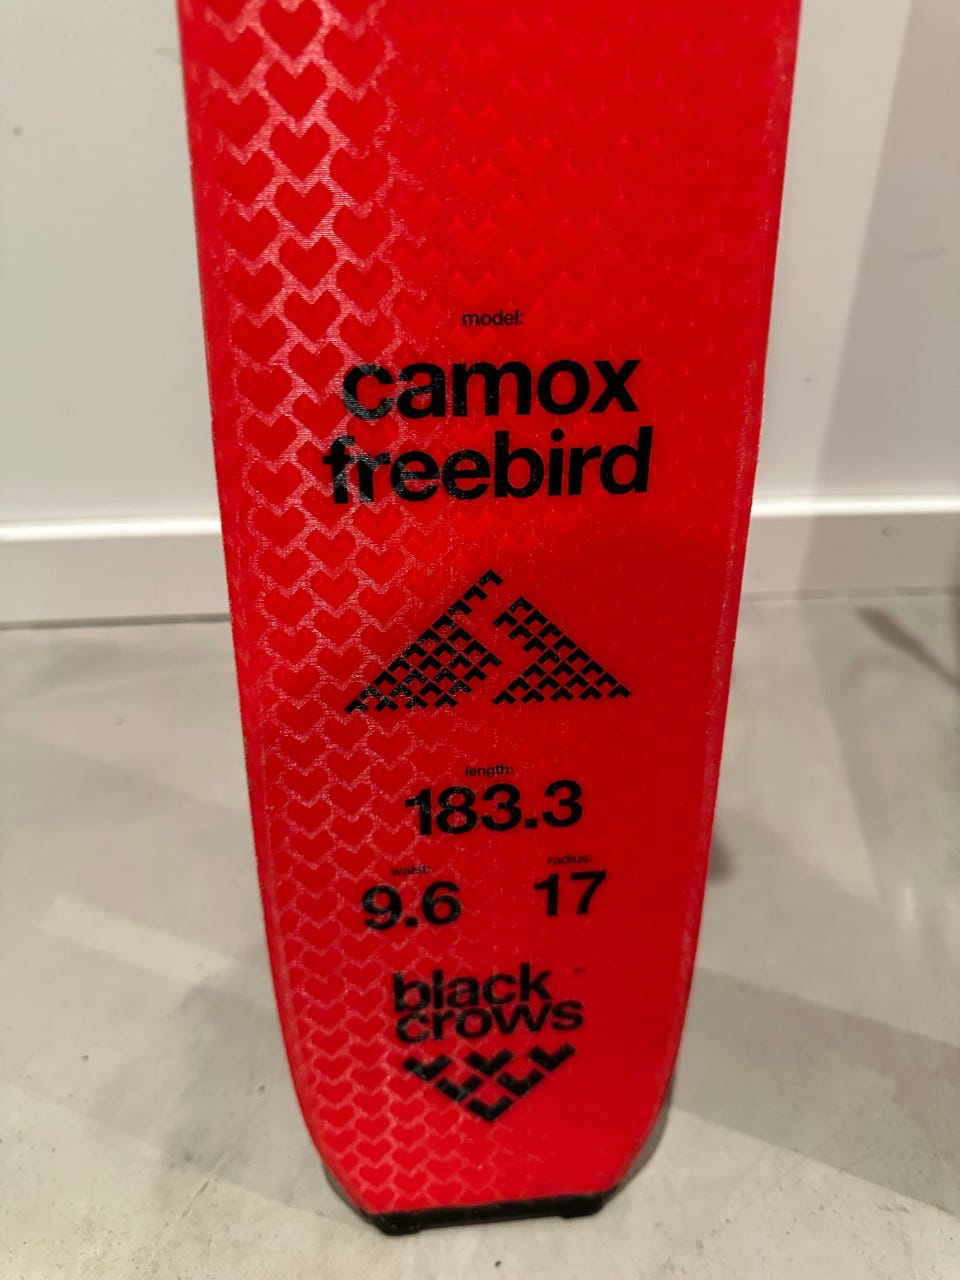 model:
camox
freebird
length:
183.3
waist: radius:
9.6 17
black
crows